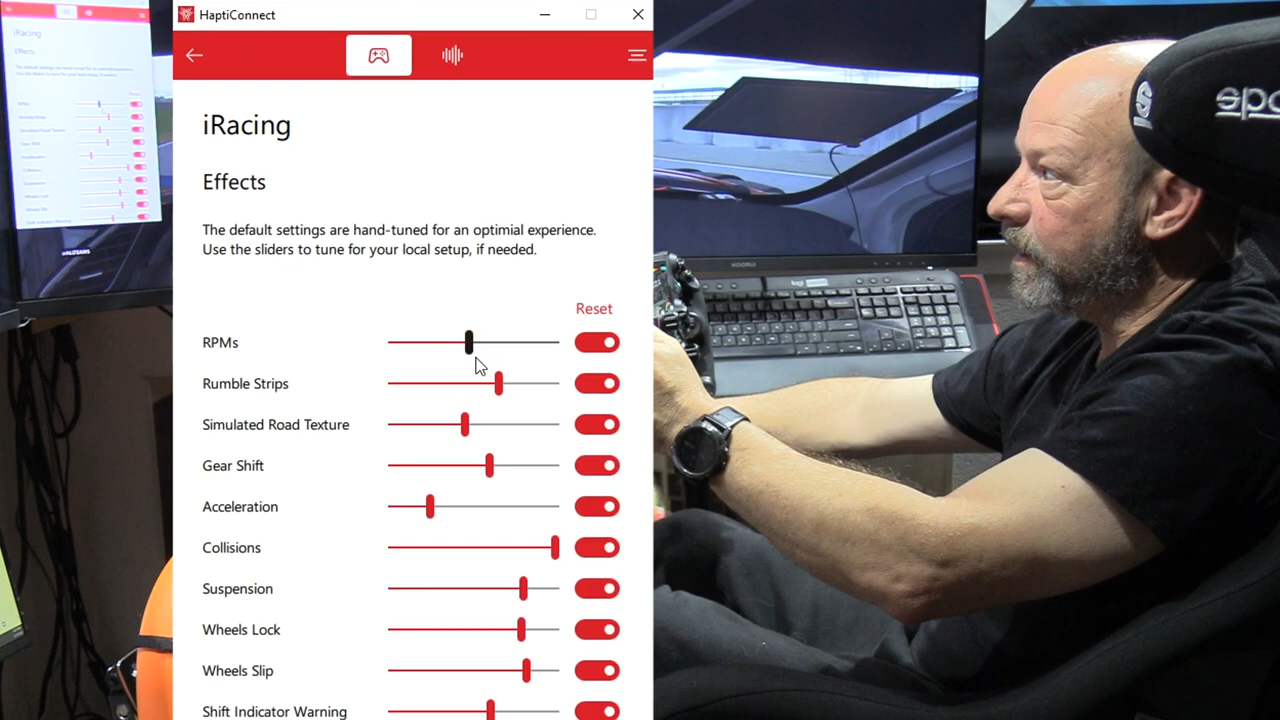 HaptiConnect
iRacing
Effects
The default settings are hand-tuned for an optimial experience.
Use the sliders to tune for your local setup, if needed.
Reset
RPMs
Rumble Strips
Simulated Road Texture
Gear Shift
Acceleration
Collisions
Suspension
Wheels Lock
Wheels Slip
Shift Indicator Warning
iRacing
Effects